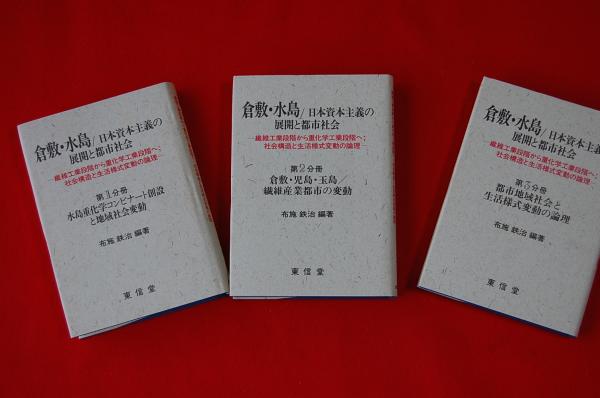 倉敷・水島/日本資本主義の
展開と都市社会
繊維工業段階から重化学工業段階へ;
社会構造と生活様式変動の論理
第1分冊
水島重化学コンビナート創設
と地域社会変動
布施 鉄治 編著
東信堂
倉敷・水島/日本資本主義の
展開と都市社会
繊維工業段階から重化学工業段階へ;
社会構造と生活様式変動の論理
第2分冊
倉敷・児島・玉島/
繊維産業都市の変動
布施 鉄治 編著
東信堂
倉敷・水島/日本資本主義の
展開と都市社会
繊維工業段階から重化学工業段階へ;
社会構造と生活様式変動の論理
第3分冊
都市地域社会と
生活様式変動の論理
布施 鉄治 編著
東信堂